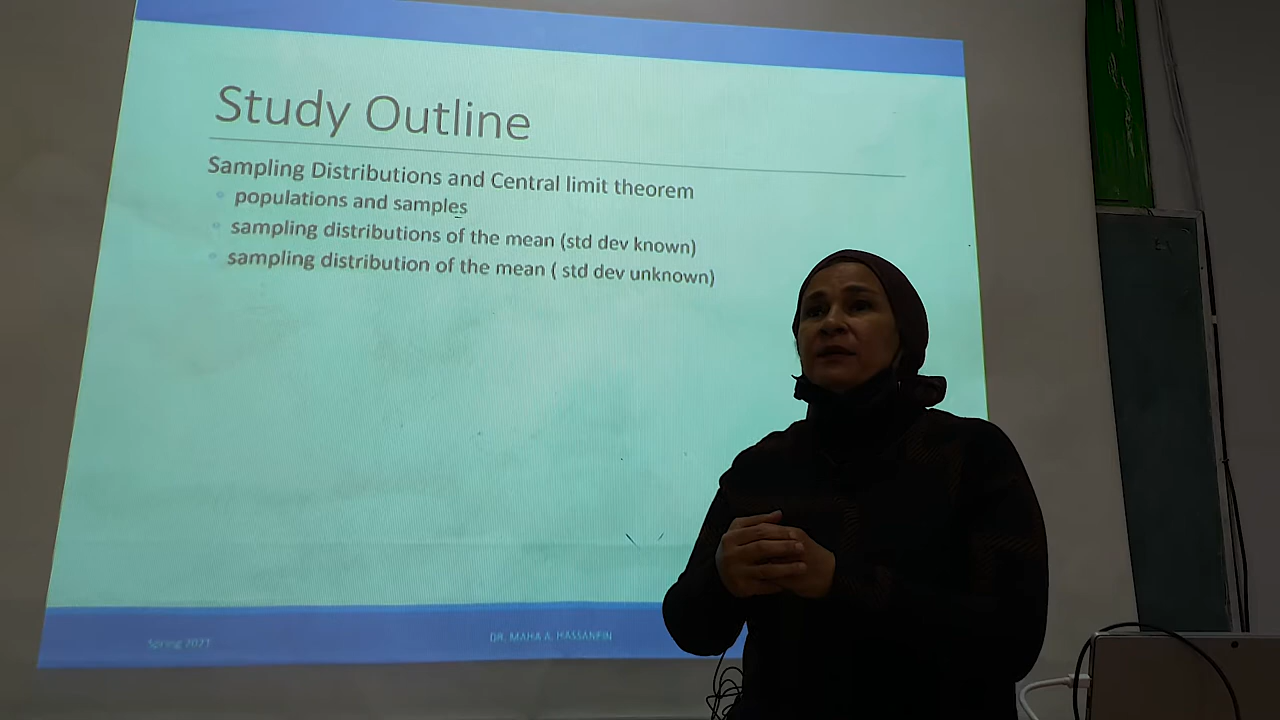 Study Outline
Sampling Distributions and Central limit theorem
populations and samples
sampling distributions of the mean (std dev known)
sampling distribution of the mean ( std dev unknown)
Spring 2021
DR. MAHA A. HASSANEIN